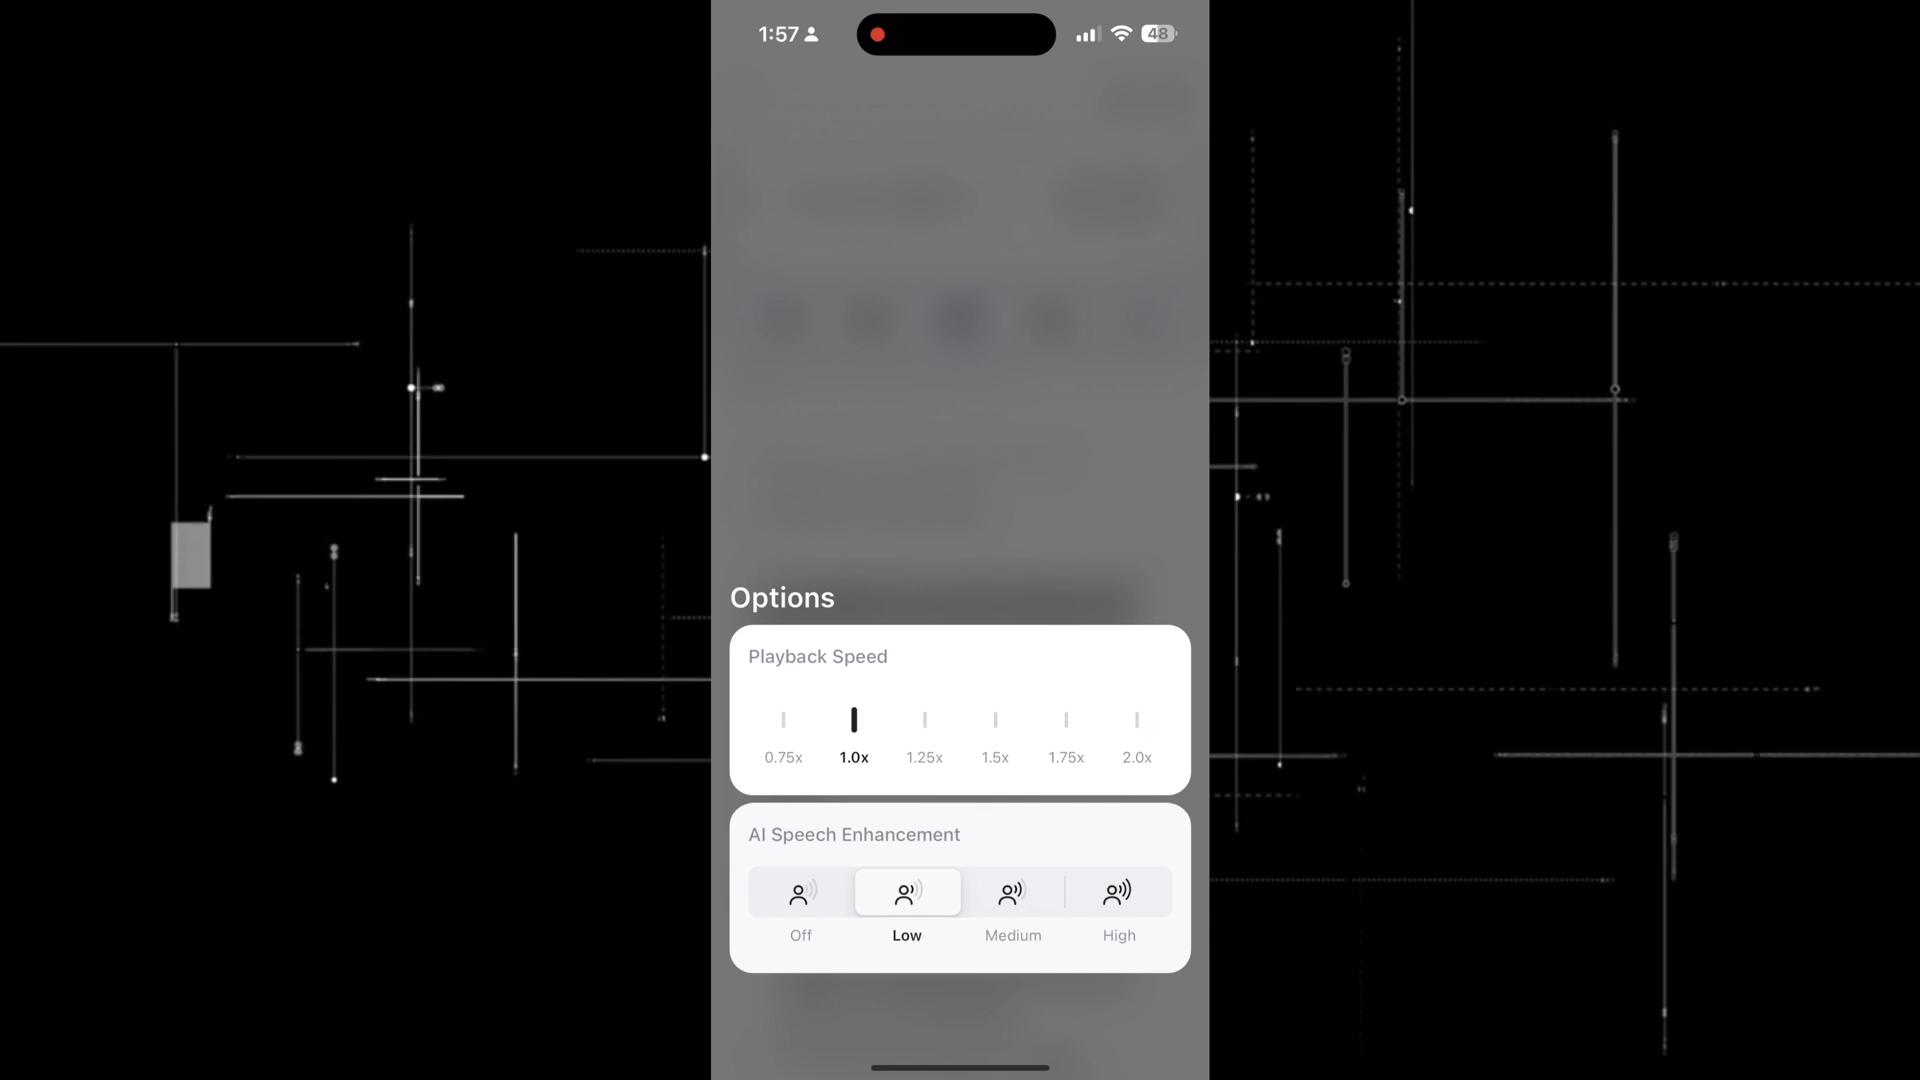 1:57
48
Options
Playback Speed
0.75x 1.0x 1.25x 1.5x 1.75x 2.0x
AI Speech Enhancement
Off Low Medium High